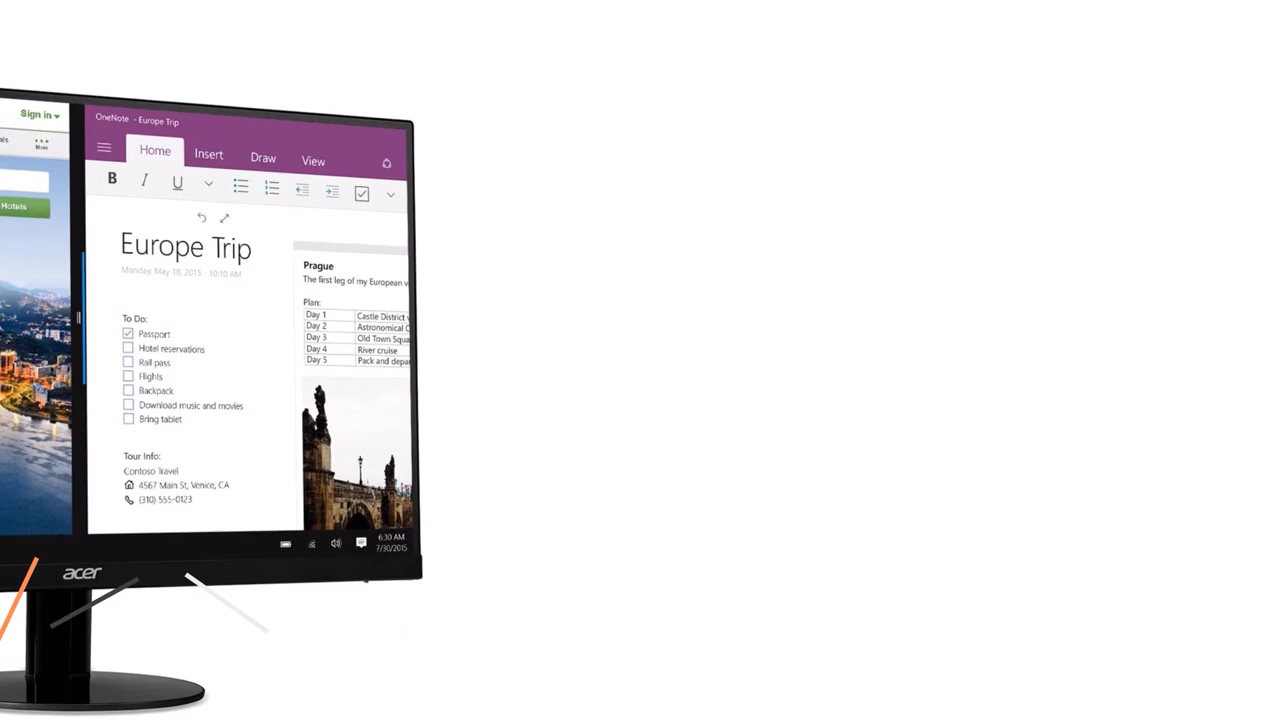 Sign in
als
More
Hotels
OneNote - Europe Trip
Home Insert Draw View
B I U
Europe Trip
Monday, May 18, 2015 - 10:10 AM
To Do:
Passport
Hotel reservations
Rail pass
Flights
Backpack
Download music and movies
Bring tablet
Tour Info:
Contoso Travel
4567 Main St, Venice, CA
(310) 555-0123
Prague
The first leg of my European v
Plan:
Day 1 Castle District
Day 2 Astronomical C
Day 3 Old Town Squa
Day 4 River cruise
Day 5 Pack and depa
6:30 AM
7/30/2015
acer